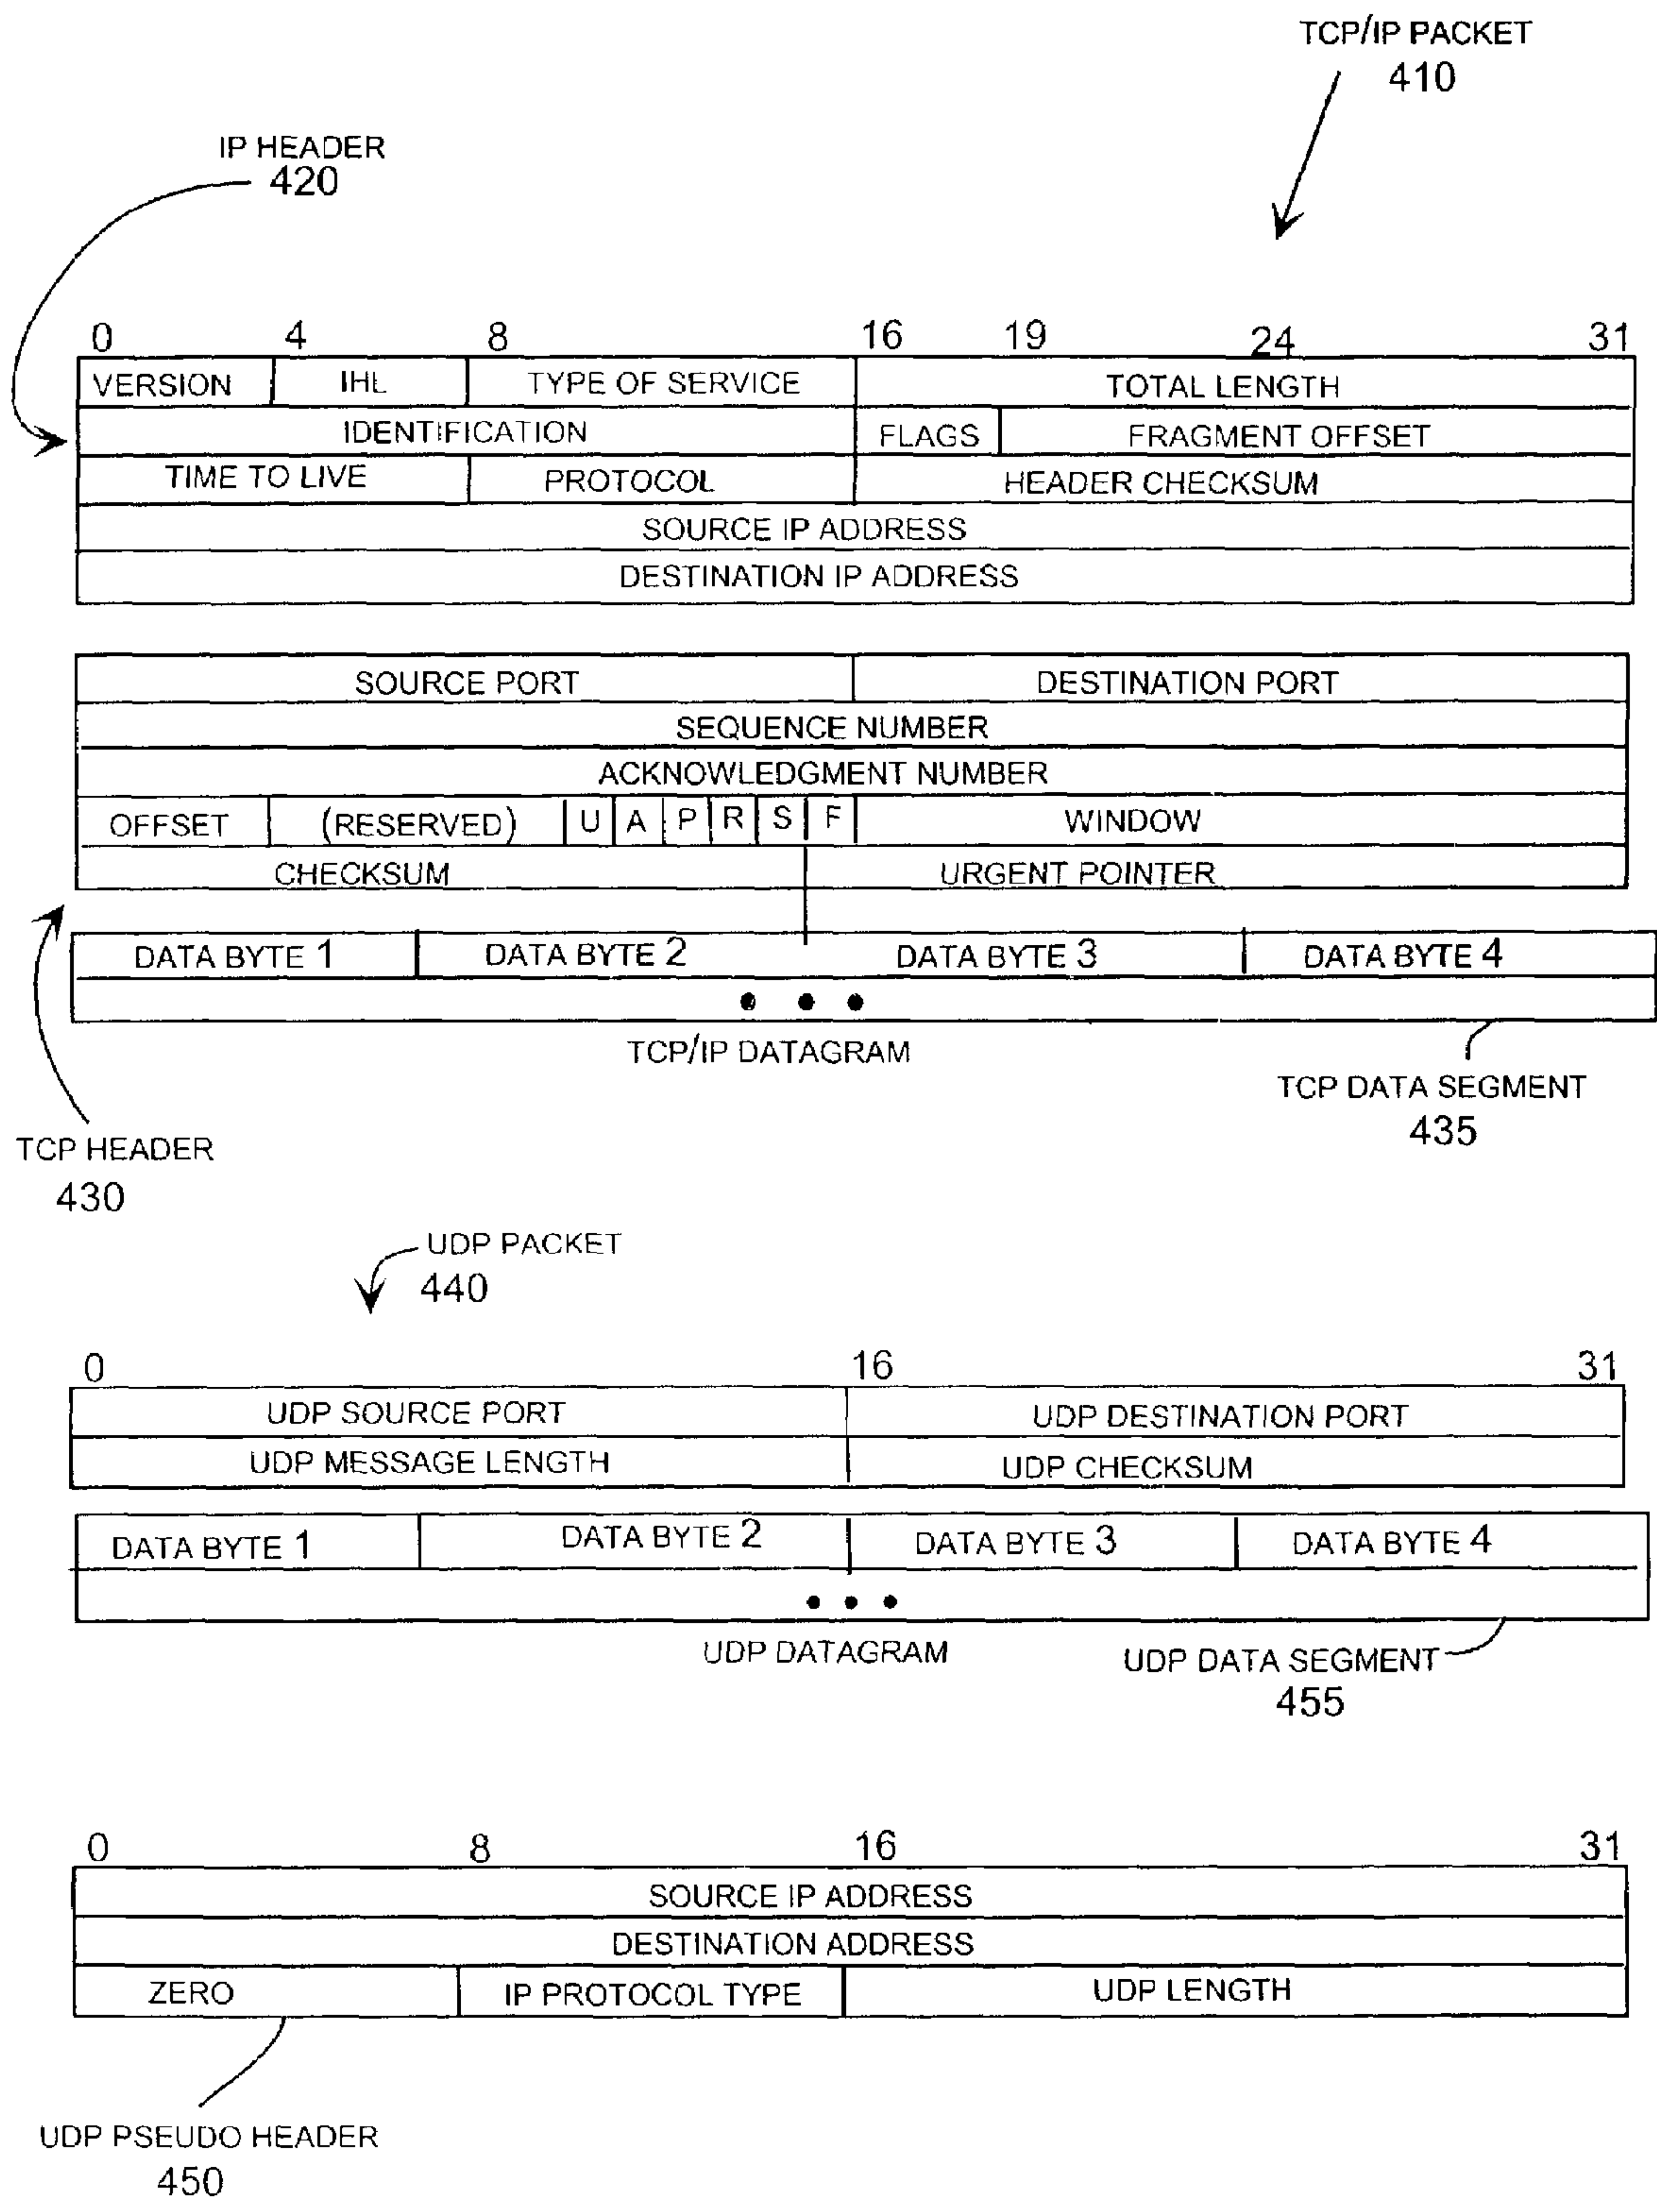 TCP/IP PACKET
410
IP HEADER
420
0 4 8 16 19 24 31
VERSION IHL TYPE OF SERVICE TOTAL LENGTH
IDENTIFICATION FLAGS FRAGMENT OFFSET
TIME TO LIVE PROTOCOL HEADER CHECKSUM
SOURCE IP ADDRESS
DESTINATION IP ADDRESS
SOURCE PORT DESTINATION PORT
SEQUENCE NUMBER
ACKNOWLEDGMENT NUMBER
OFFSET (RESERVED) U A P R S F WINDOW
CHECKSUM URGENT POINTER
DATA BYTE 1 DATA BYTE 2 DATA BYTE 3 DATA BYTE 4
• • •
TCP/IP DATAGRAM
TCP DATA SEGMENT
435
TCP HEADER
430
UDP PACKET
440
0 16 31
UDP SOURCE PORT UDP DESTINATION PORT
UDP MESSAGE LENGTH UDP CHECKSUM
DATA BYTE 1 DATA BYTE 2 DATA BYTE 3 DATA BYTE 4
• • •
UDP DATAGRAM
UDP DATA SEGMENT
455
0 8 16 31
SOURCE IP ADDRESS
DESTINATION ADDRESS
ZERO IP PROTOCOL TYPE UDP LENGTH
UDP PSEUDO HEADER
450